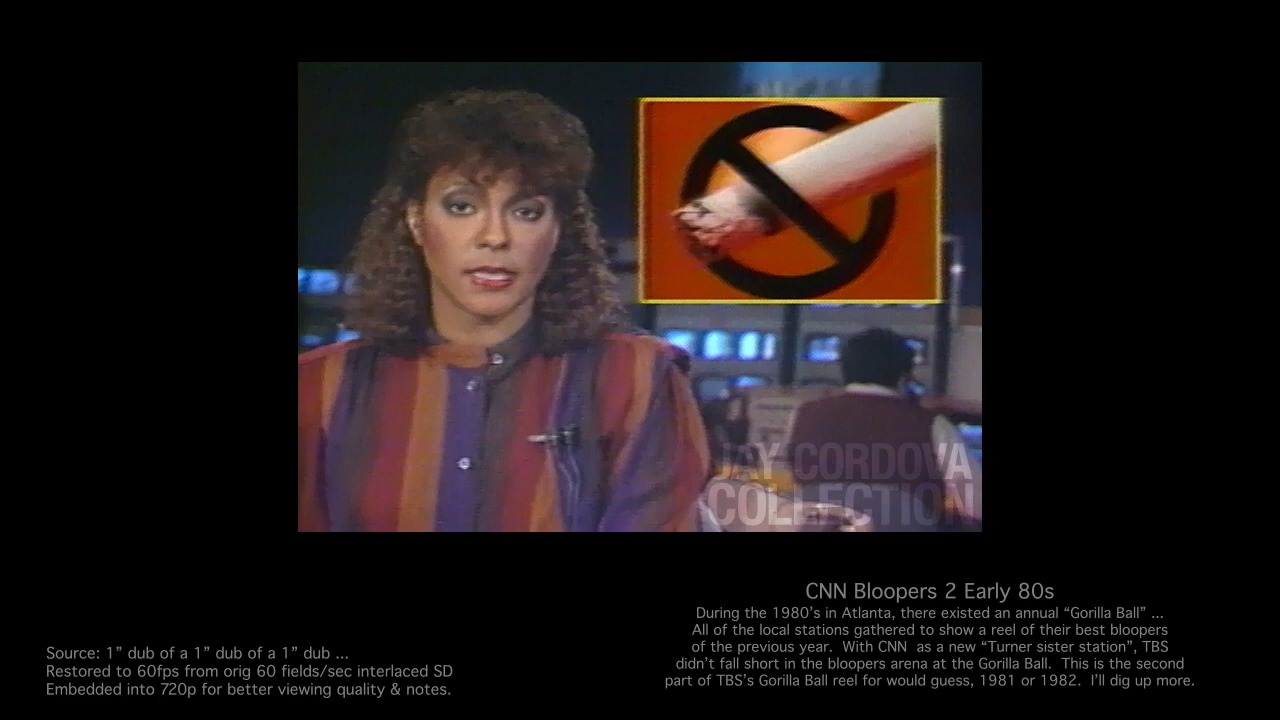 JAY CORDOVA
COLLECTION
CNN Bloopers 2 Early 80s
During the 1980's in Atlanta, there existed an annual “Gorilla Ball” ...
All of the local stations gathered to show a reel of their best bloopers
of the previous year.  With CNN  as a new “Turner sister station”, TBS
didn't fall short in the bloopers arena at the Gorilla Ball.  This is the second
part of TBS's Gorilla Ball reel for would guess, 1981 or 1982.  I'll dig up more.
Source: 1” dub of a 1” dub of a 1” dub ...
Restored to 60fps from orig 60 fields/sec interlaced SD
Embedded into 720p for better viewing quality & notes.